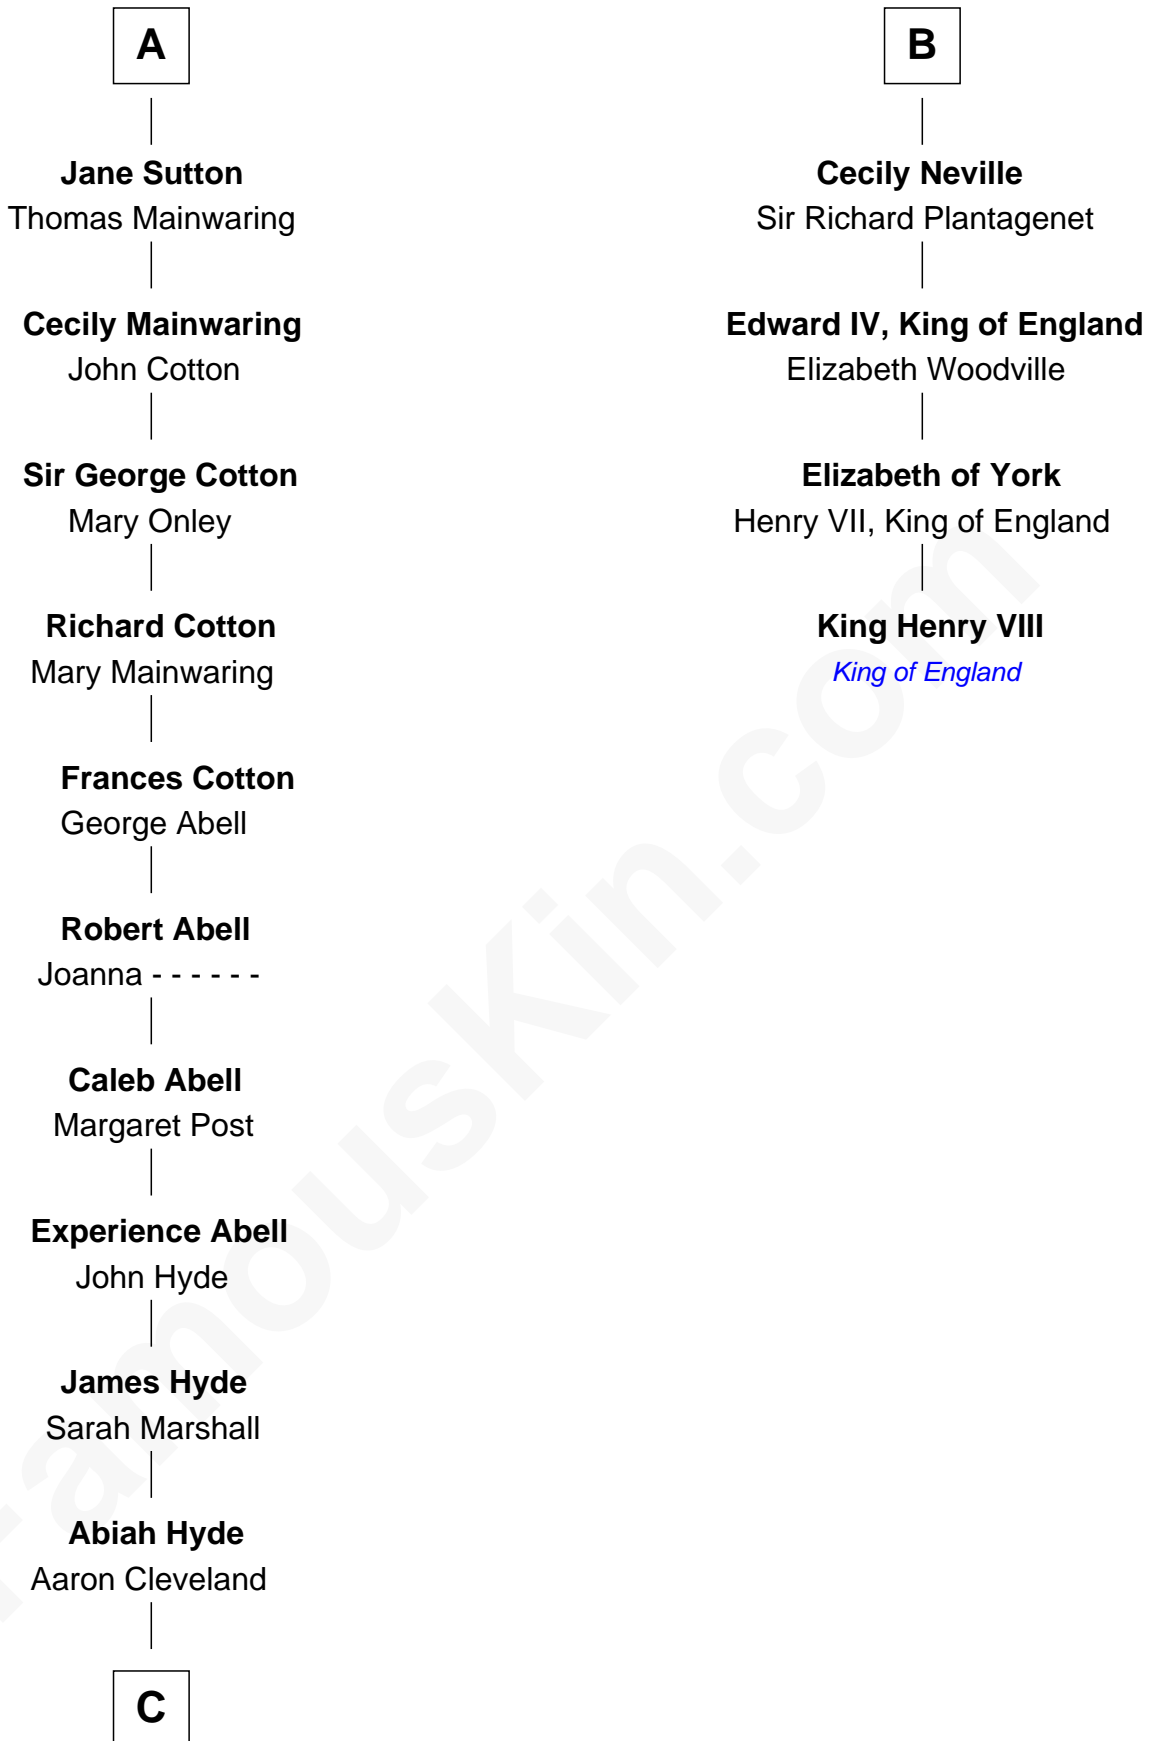 A
Jane Sutton
Thomas Mainwaring
Cecily Mainwaring
John Cotton
Sir George Cotton
Mary Onley
Richard Cotton
Mary Mainwaring
Frances Cotton
George Abell
Robert Abell
Joanna - - - - - -
Caleb Abell
Margaret Post
Experience Abell
John Hyde
James Hyde
Sarah Marshall
Abiah Hyde
Aaron Cleveland
C
B
Cecily Neville
Sir Richard Plantagenet
Edward IV, King of England
Elizabeth Woodville
Elizabeth of York
Henry VII, King of England
King Henry VIII
King of England
FamousKin.com